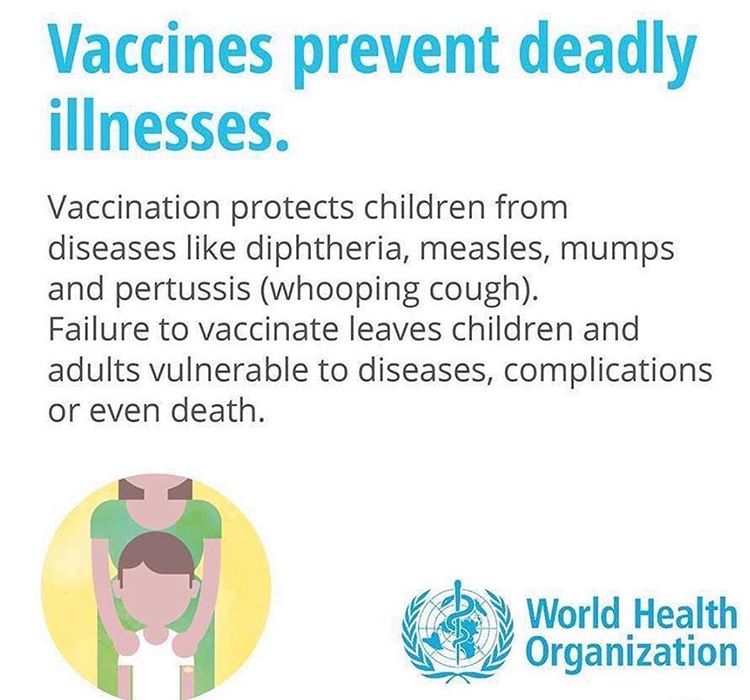 Vaccines prevent deadly
illnesses.
Vaccination protects children from
diseases like diphtheria, measles, mumps
and pertussis (whooping cough).
Failure to vaccinate leaves children and
adults vulnerable to diseases, complications
or even death.
World Health
Organization